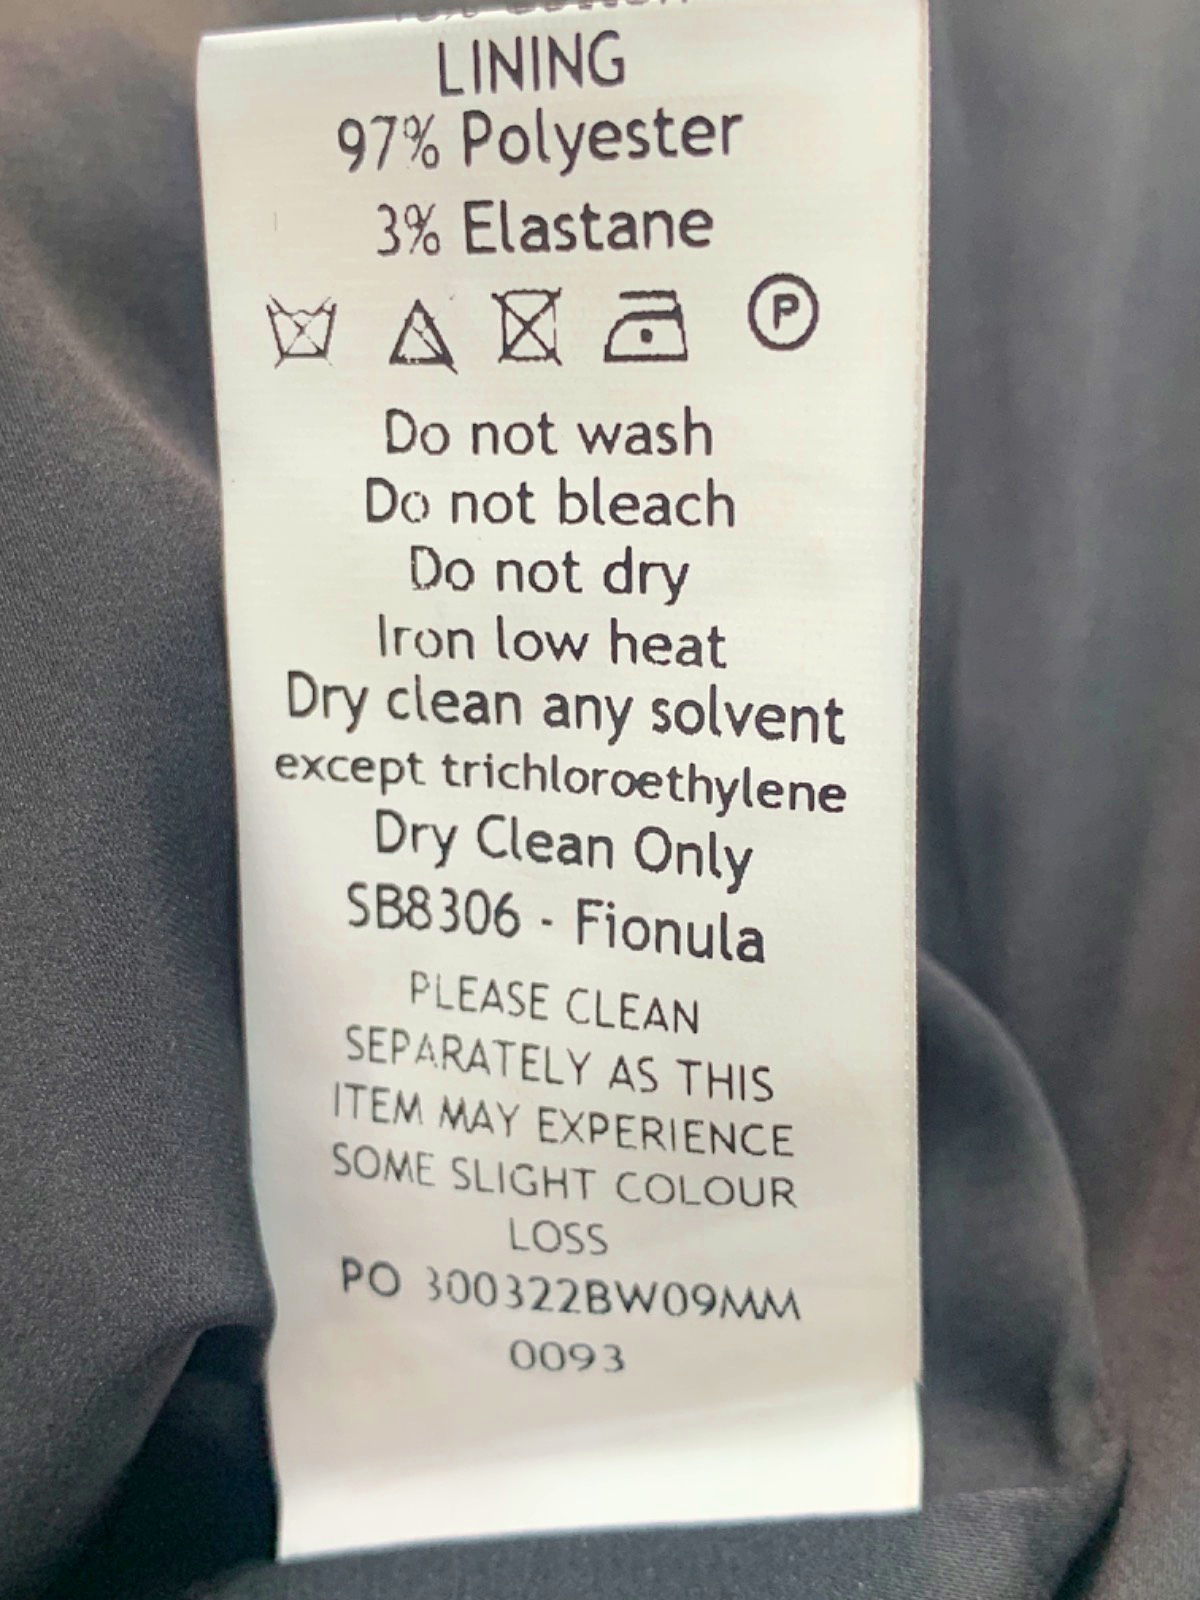 LINING
97% Polyester
3% Elastane
P
Do not wash
Do not bleach
Do not dry
Iron low heat
Dry clean any solvent
except trichloroethylene
Dry Clean Only
SB8306 - Fionula
PLEASE CLEAN
SEPARATELY AS THIS
ITEM MAY EXPERIENCE
SOME SLIGHT COLOUR
LOSS
PO 300322BW09MM
0093